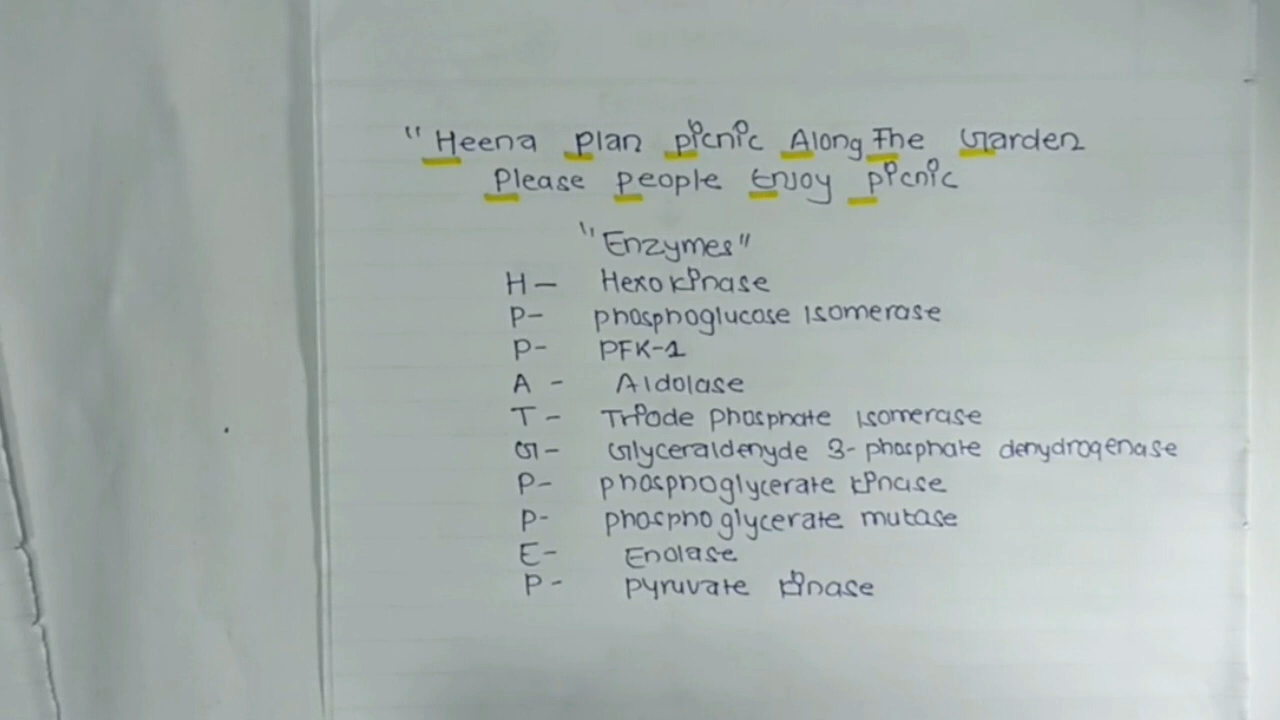 "Heena Plan picnic Along The Garden
Please people Enjoy picnic
"Enzymes"
H - Hexokinase
P - phosphoglucose isomerase
P - PFK-1
A - Aldolase
T - Triode phosphate isomerase
G - Glyceraldehyde 3-phosphate dehydrogenase
P - phosphoglycerate kinase
P - phosphoglycerate mutase
E - Enolase
P - pyruvate kinase